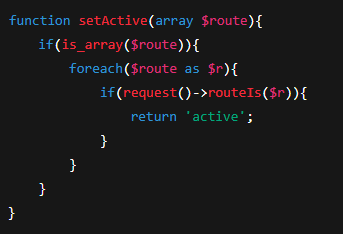 function setActive(array $route){
    if(is_array($route)){
        foreach($route as $r){
            if(request()->routeIs($r)){
                return 'active';
            }
        }
    }
}